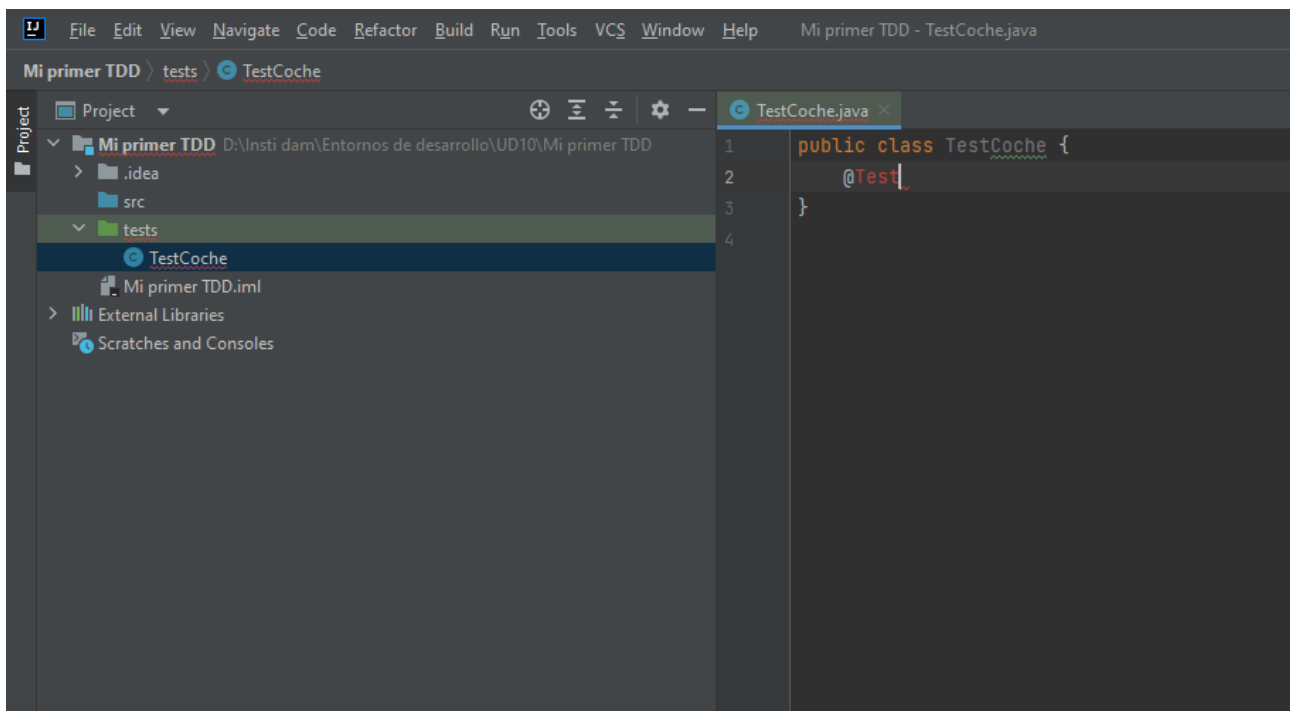 IJ File Edit View Navigate Code Refactor Build Run Tools VCS Window Help Mi primer TDD - TestCoche.java
Mi primer TDD 〉 tests 〉 C TestCoche
Project
Project
Mi primer TDD D:\Insti dam\Entornos de desarrollo\UD10\Mi primer TDD
.idea
src
tests
C TestCoche
Mi primer TDD.iml
External Libraries
Scratches and Consoles
C TestCoche.java ×
1 public class TestCoche {
2 @Test
3 }
4